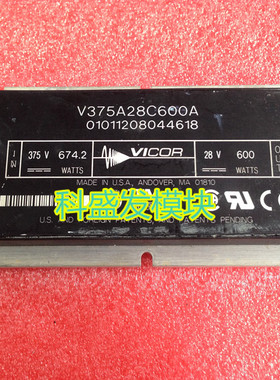 V375A28C600A
01011208044618
IN 375 V 674.2 WATTS VICOR 28 V 600 WATTS
MADE IN U.S.A., ANDOVER, MA 01810
科盛发模块
U.S. PENDING